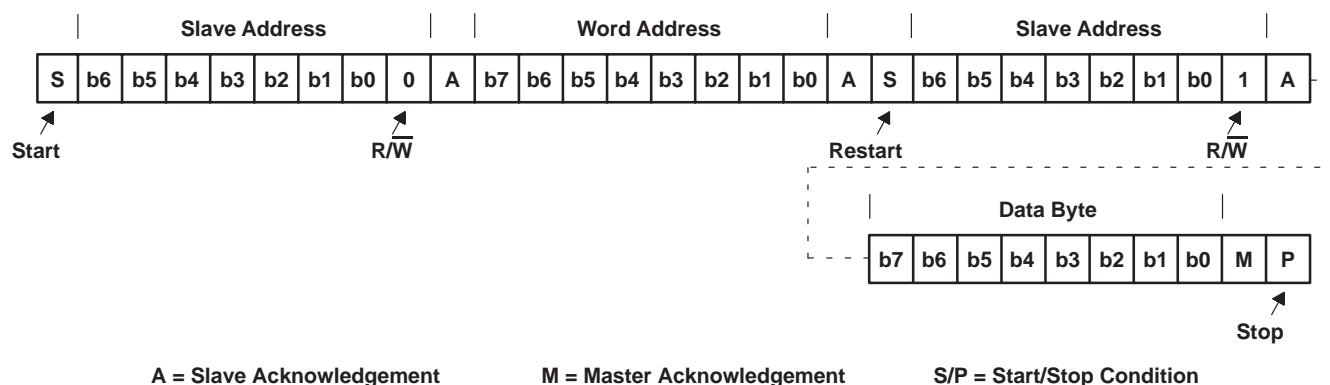 Slave Address Word Address Slave Address
S b6 b5 b4 b3 b2 b1 b0 0 A b7 b6 b5 b4 b3 b2 b1 b0 A S b6 b5 b4 b3 b2 b1 b0 1 A
Start R/W̅ Restart R/W̅
Data Byte
b7 b6 b5 b4 b3 b2 b1 b0 M P
Stop
A = Slave Acknowledgement M = Master Acknowledgement S/P = Start/Stop Condition